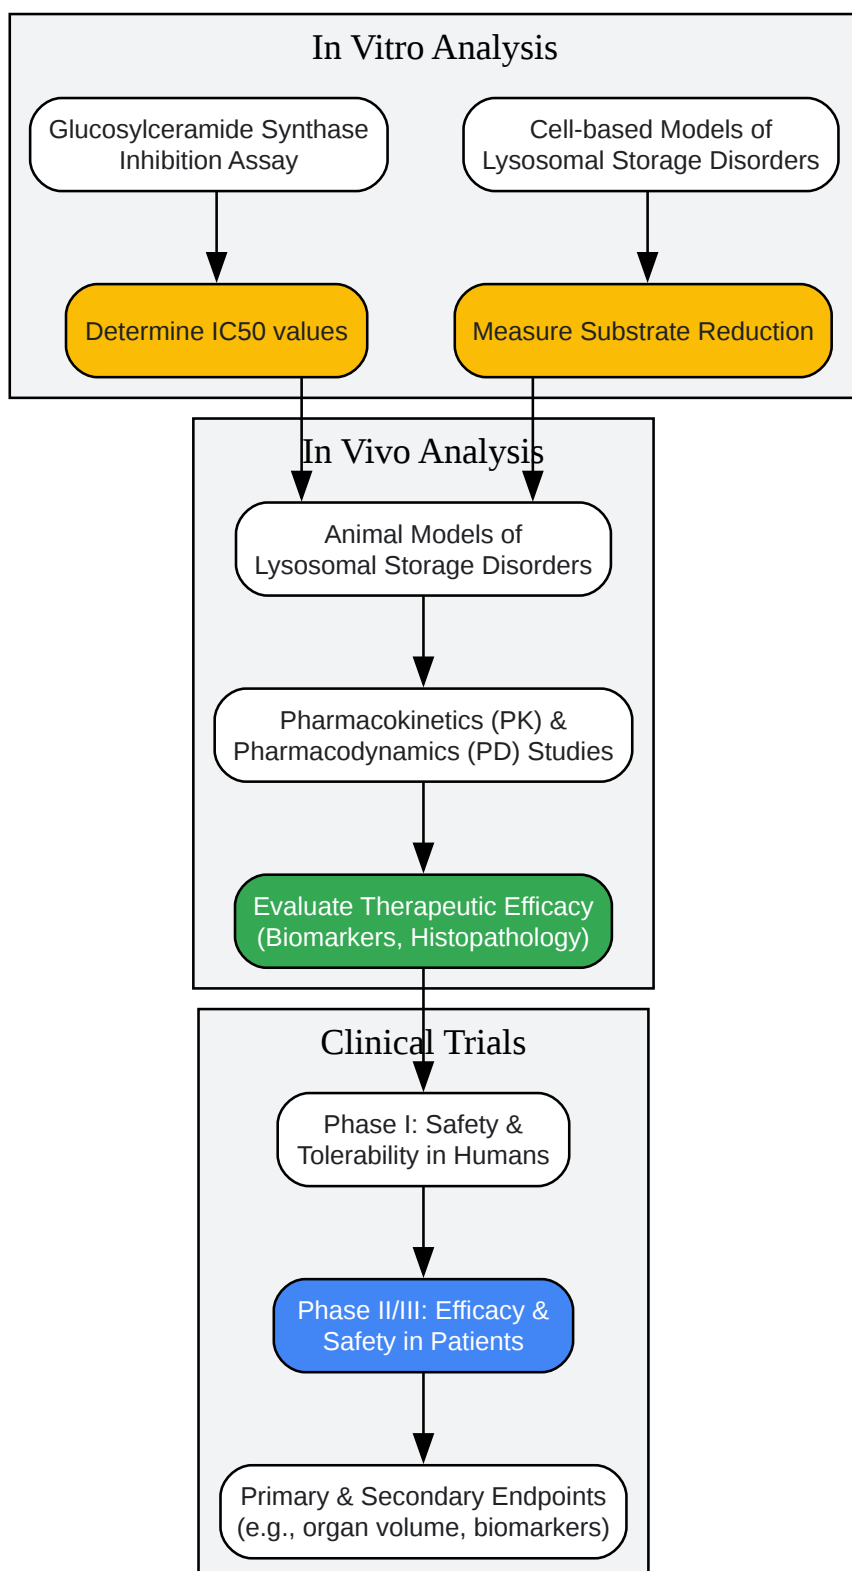 In Vitro Analysis
Glucosylceramide Synthase
Inhibition Assay
Cell-based Models of
Lysosomal Storage Disorders
Determine IC50 values
Measure Substrate Reduction
In Vivo Analysis
Animal Models of
Lysosomal Storage Disorders
Pharmacokinetics (PK) &
Pharmacodynamics (PD) Studies
Evaluate Therapeutic Efficacy
(Biomarkers, Histopathology)
Clinical Trials
Phase I: Safety &
Tolerability in Humans
Phase II/III: Efficacy &
Safety in Patients
Primary & Secondary Endpoints
(e.g., organ volume, biomarkers)